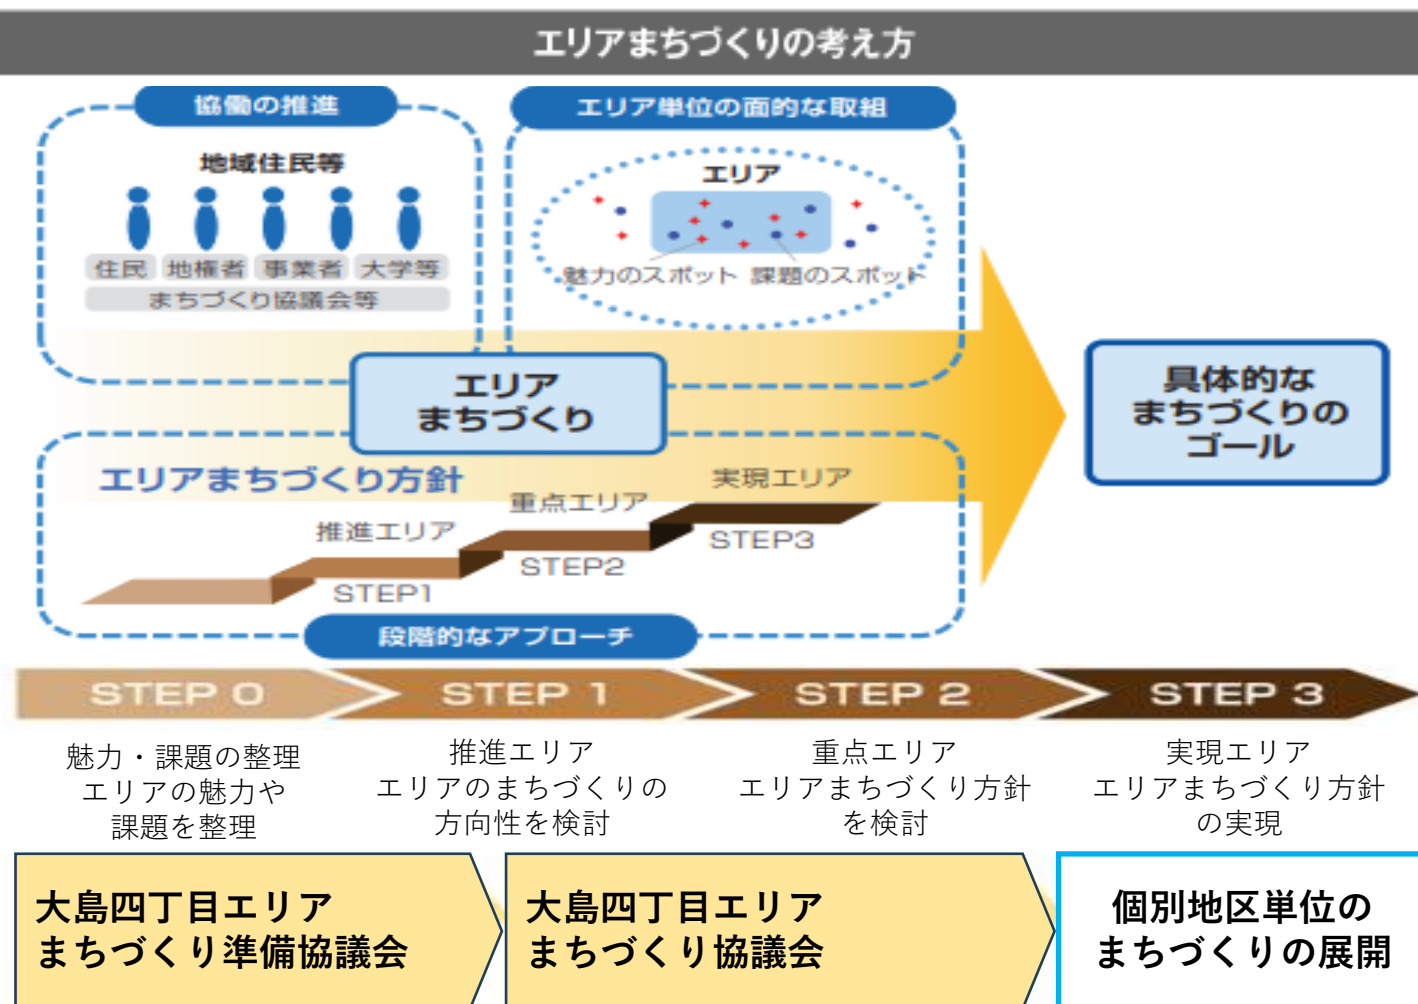 エリアまちづくりの考え方
協働の推進
地域住民等
住民 地権者 事業者 大学等
まちづくり協議会等
エリア単位の面的な取組
エリア
魅力のスポット 課題のスポット
エリア
まちづくり
具体的な
まちづくりの
ゴール
エリアまちづくり方針
推進エリア
STEP1
重点エリア
STEP2
実現エリア
STEP3
段階的なアプローチ
STEP 0
STEP 1
STEP 2
STEP 3
魅力・課題の整理
エリアの魅力や
課題を整理
推進エリア
エリアのまちづくりの
方向性を検討
重点エリア
エリアまちづくり方針
を検討
実現エリア
エリアまちづくり方針
の実現
大島四丁目エリア
まちづくり準備協議会
大島四丁目エリア
まちづくり協議会
個別地区単位の
まちづくりの展開